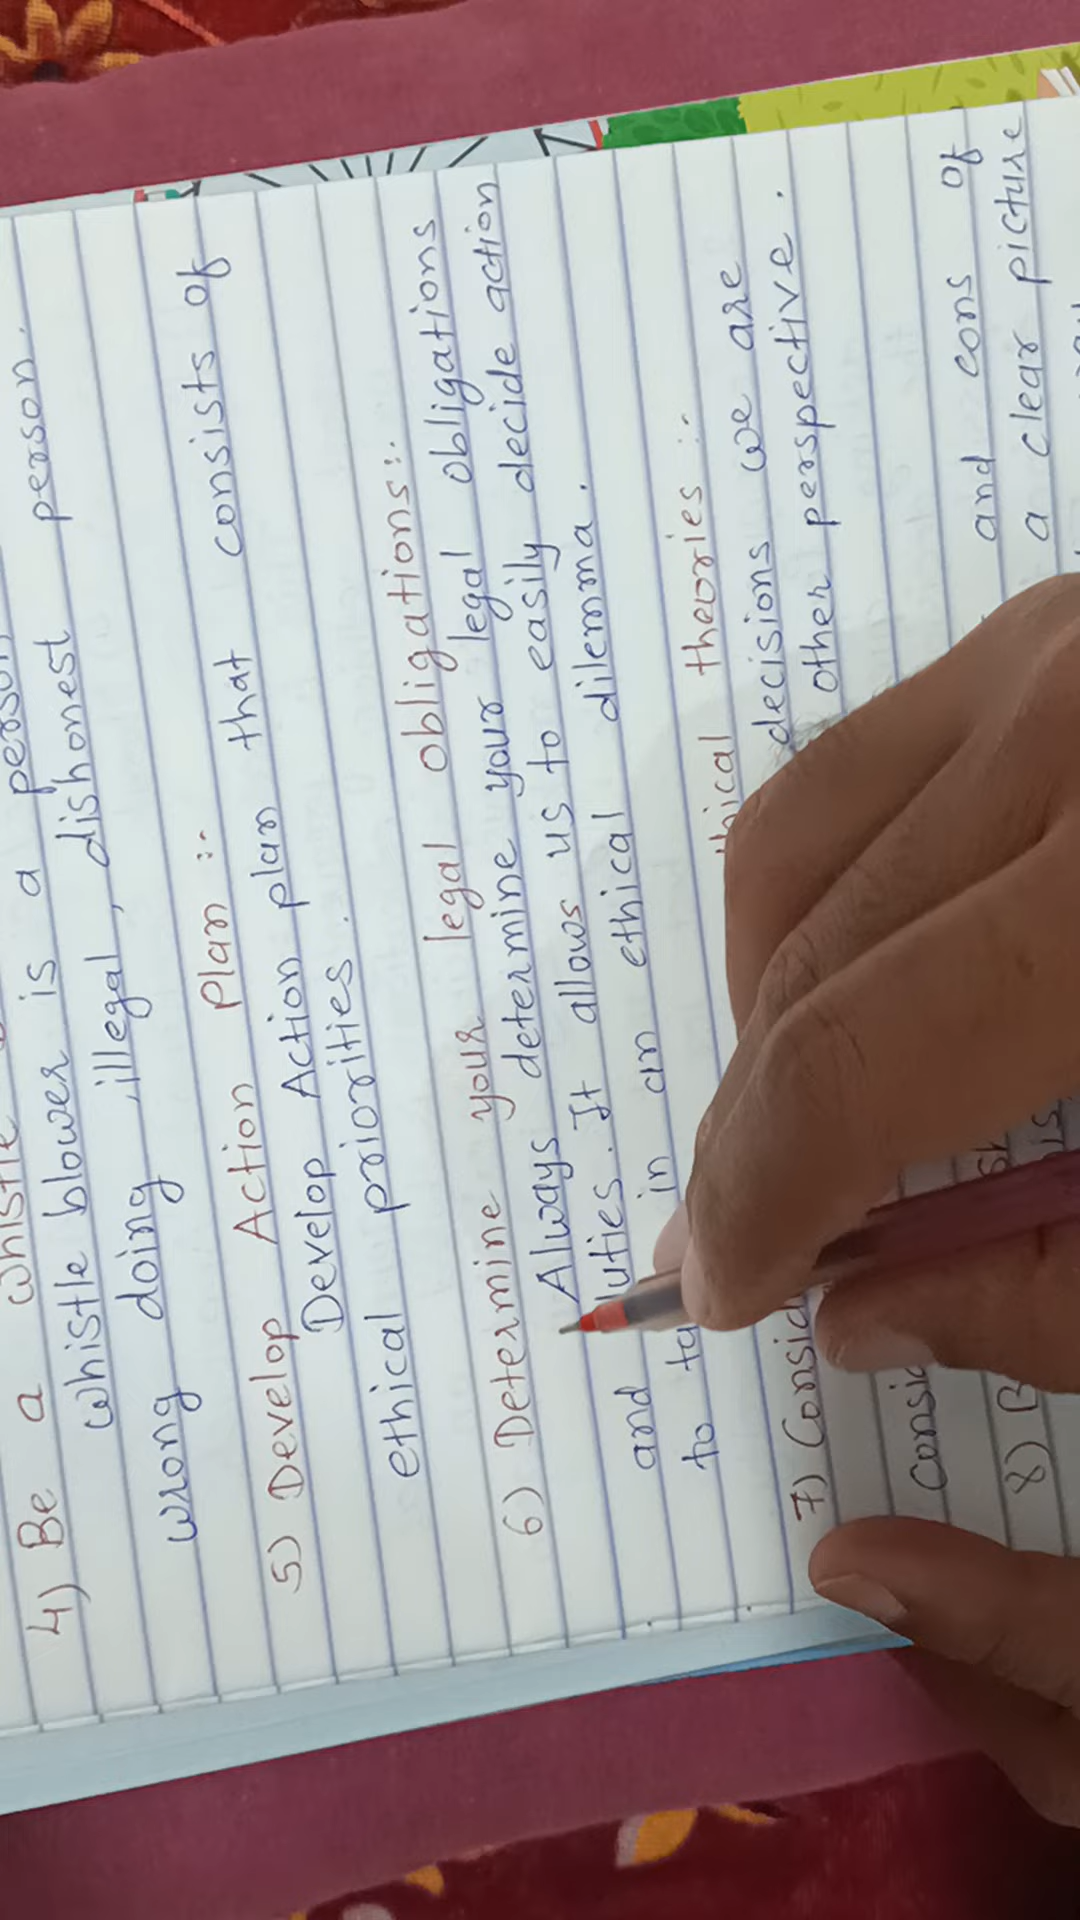 4) Be a whistle
whistle blower is a person.
wrong doing, illegal, dishonest person.
5) Develop Action Plan :-
Develop Action plan that consists of
ethical priorities.
6) Determine your legal obligations :-
Always determine your legal obligations
and duties. It allows us to easily decide action
to in an ethical dilemma.
7) theories :-
decisions we are
other perspective.
8) and cons of
a clear picture